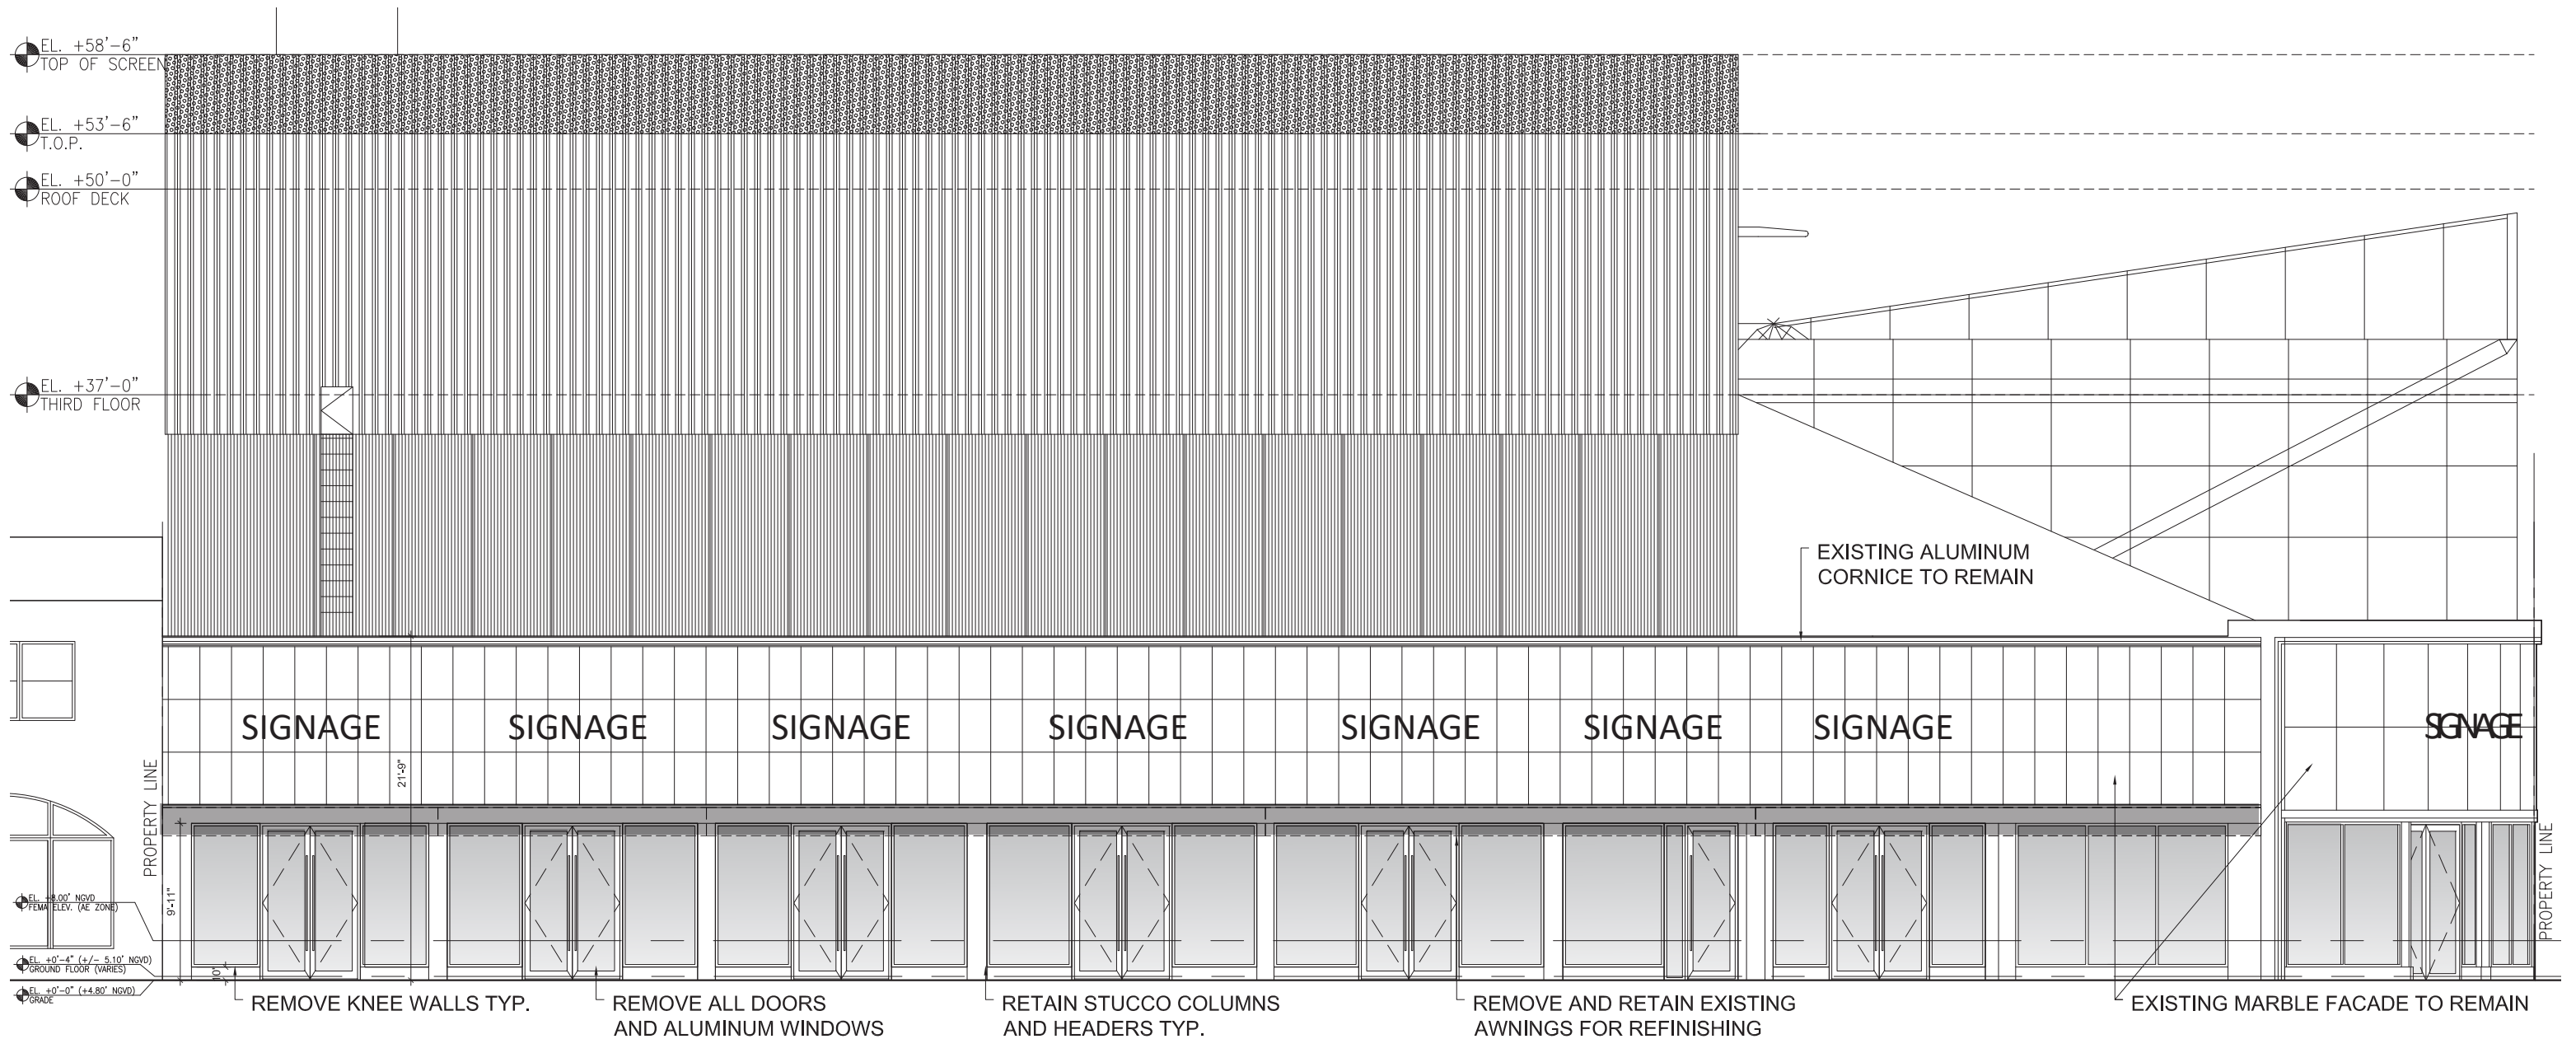 EL. +58'-6"
TOP OF SCREEN
EL. +53'-6"
T.O.P.
EL. +50'-0"
ROOF DECK
EL. +37'-0"
THIRD FLOOR
EXISTING ALUMINUM
CORNICE TO REMAIN
SIGNAGE SIGNAGE SIGNAGE SIGNAGE SIGNAGE SIGNAGE SIGNAGE SIGNAGE
21'-9"
PROPERTY LINE
PROPERTY LINE
9'-11"
EL. +8.00' NGVD
FEMA ELEV. (AE ZONE)
EL. +0'-4" (+/- 5.10' NGVD)
GROUND FLOOR (VARIES)
10"
EL. +0'-0" (+4.80' NGVD)
GRADE
REMOVE KNEE WALLS TYP.
REMOVE ALL DOORS
AND ALUMINUM WINDOWS
RETAIN STUCCO COLUMNS
AND HEADERS TYP.
REMOVE AND RETAIN EXISTING
AWNINGS FOR REFINISHING
EXISTING MARBLE FACADE TO REMAIN